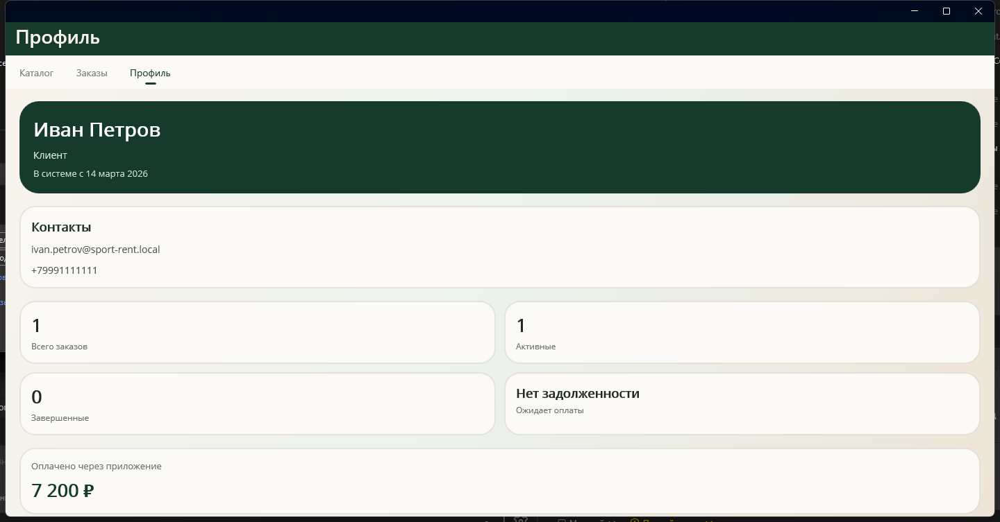 Профиль
Каталог
Заказы
Профиль
Иван Петров
Клиент
В системе с 14 марта 2026
Контакты
ivan.petrov@sport-rent.local
+79991111111
1
Всего заказов
1
Активные
0
Завершенные
Нет задолженности
Ожидает оплаты
Оплачено через приложение
7 200 ₽